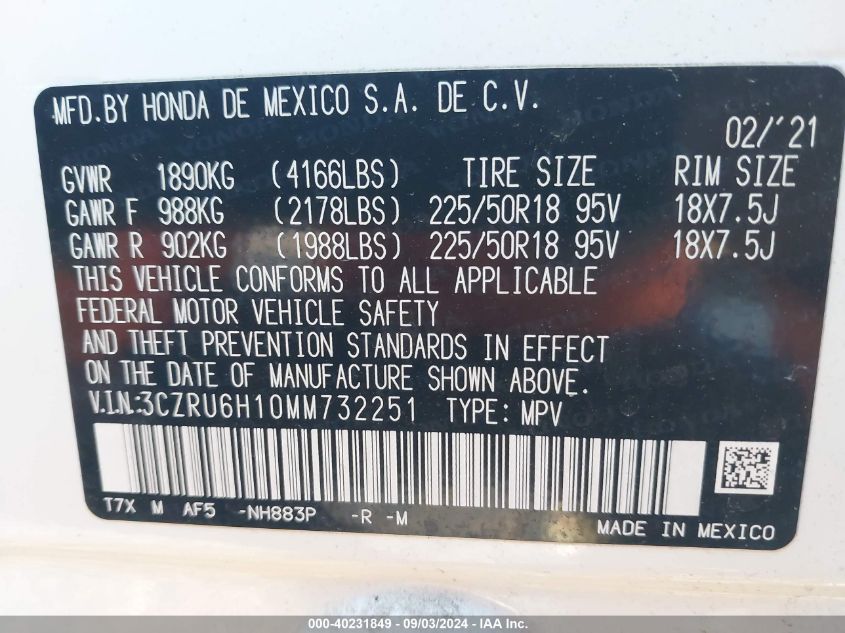 MFD.BY HONDA DE MEXICO S.A. DE C.V.
02/'21
GVWR 1890KG (4166LBS) TIRE SIZE RIM SIZE
GAWR F 988KG (2178LBS) 225/50R18 95V 18X7.5J
GAWR R 902KG (1988LBS) 225/50R18 95V 18X7.5J
THIS VEHICLE CONFORMS TO ALL APPLICABLE
FEDERAL MOTOR VEHICLE SAFETY
AND THEFT PREVENTION STANDARDS IN EFFECT
ON THE DATE OF MANUFACTURE SHOWN ABOVE.
V.I.N.:3CZRU6H10MM732251 TYPE: MPV
T7X M AF5 -NH883P -R -M
MADE IN MEXICO
000-40231849 - 09/03/2024 - IAA Inc.